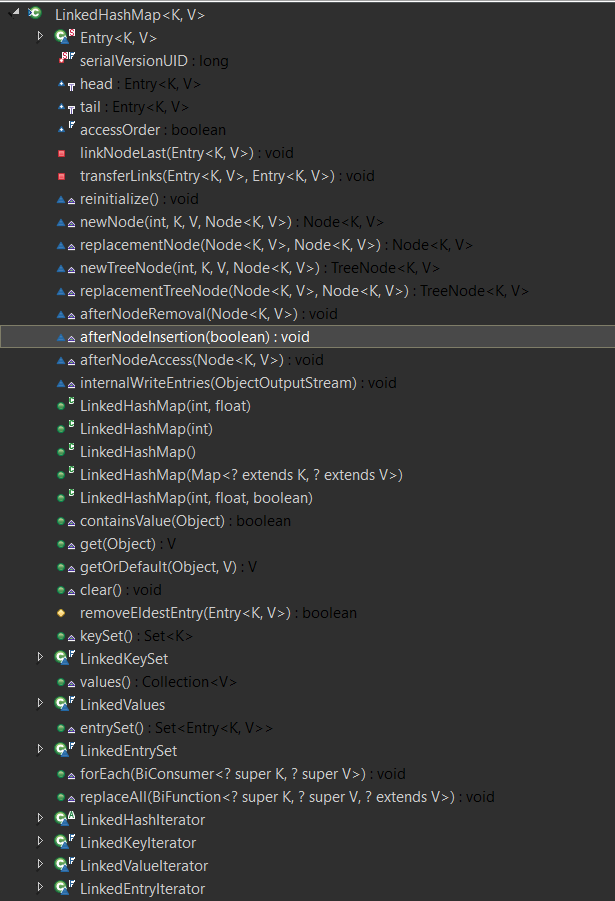 LinkedHashMap<K, V>
Entry<K, V>
serialVersionUID : long
head : Entry<K, V>
tail : Entry<K, V>
accessOrder : boolean
linkNodeLast(Entry<K, V>) : void
transferLinks(Entry<K, V>, Entry<K, V>) : void
reinitialize() : void
newNode(int, K, V, Node<K, V>) : Node<K, V>
replacementNode(Node<K, V>, Node<K, V>) : Node<K, V>
newTreeNode(int, K, V, Node<K, V>) : TreeNode<K, V>
replacementTreeNode(Node<K, V>, Node<K, V>) : TreeNode<K, V>
afterNodeRemoval(Node<K, V>) : void
afterNodeInsertion(boolean) : void
afterNodeAccess(Node<K, V>) : void
internalWriteEntries(ObjectOutputStream) : void
LinkedHashMap(int, float)
LinkedHashMap(int)
LinkedHashMap()
LinkedHashMap(Map<? extends K, ? extends V>)
LinkedHashMap(int, float, boolean)
containsValue(Object) : boolean
get(Object) : V
getOrDefault(Object, V) : V
clear() : void
removeEldestEntry(Entry<K, V>) : boolean
keySet() : Set<K>
LinkedKeySet
values() : Collection<V>
LinkedValues
entrySet() : Set<Entry<K, V>>
LinkedEntrySet
forEach(BiConsumer<? super K, ? super V>) : void
replaceAll(BiFunction<? super K, ? super V, ? extends V>) : void
LinkedHashIterator
LinkedKeyIterator
LinkedValueIterator
LinkedEntryIterator